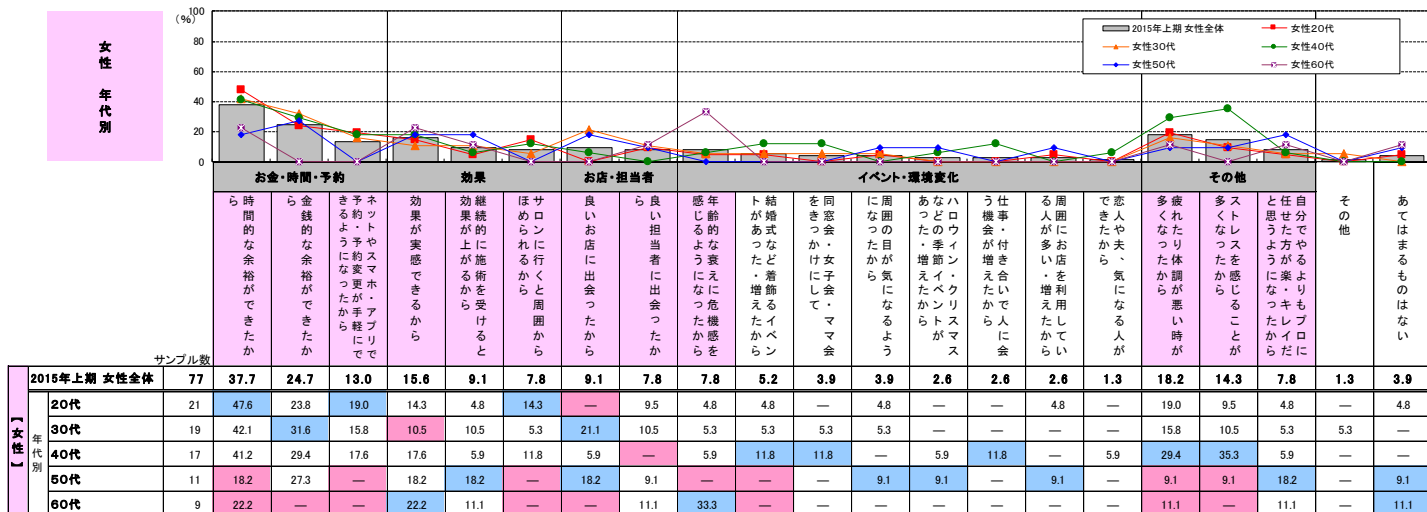 女性 年代別
(%)
100
80
60
40
20
0
2015年上期 女性全体
女性20代
女性30代
女性40代
女性50代
女性60代
お金・時間・予約
効果
お店・担当者
イベント・環境変化
その他
時間的な余裕ができたか
ら
金銭的な余裕ができたか
ら
ネットやスマホ・アプリで
予約・予約変更が手軽にで
きるようになったから
効果が実感できるから
継続的に施術を受けると
効果が上がるから
サロンに行くと周囲から
ほめられるから
良いお店に出会ったから
良い担当者に出会ったか
ら
年齢的な衰えに危機感を
感じるようになったから
結婚式など着飾るイベン
トがあった・増えたから
同窓会・女子会・ママ会
をきっかけにして
周囲の目が気になるよう
になったから
ハロウィン・クリスマス
などの季節イベントが
あった・増えたから
仕事・付き合いで人に会
う機会が増えたから
周囲にお店を利用してい
る人が多い・増えたから
恋人や夫、気になる人が
できたから
疲れたり体調が悪い時が
多くなったから
ストレスを感じることが
多くなったから
自分でやるよりもプロに
任せた方が楽・キレイだ
と思うようになったから
その他
あてはまるものはない
サンプル数
2015年上期 女性全体 77 37.7 24.7 13.0 15.6 9.1 7.8 9.1 7.8 7.8 5.2 3.9 3.9 2.6 2.6 2.6 1.3 18.2 14.3 7.8 1.3 3.9
【女性】
年代別
20代 21 47.6 23.8 19.0 14.3 4.8 14.3 — 9.5 4.8 4.8 — 4.8 — — 4.8 — 19.0 9.5 4.8 — 4.8
30代 19 42.1 31.6 15.8 10.5 10.5 5.3 21.1 10.5 5.3 5.3 5.3 5.3 — — — — 15.8 10.5 5.3 5.3 —
40代 17 41.2 29.4 17.6 17.6 5.9 11.8 5.9 — 5.9 11.8 11.8 — 5.9 11.8 — 5.9 29.4 35.3 5.9 — —
50代 11 18.2 27.3 — 18.2 18.2 — 18.2 9.1 — — — 9.1 9.1 — 9.1 — 9.1 9.1 18.2 — 9.1
60代 9 22.2 — — 22.2 11.1 — — 11.1 33.3 — — — — — — — 11.1 — 11.1 — 11.1